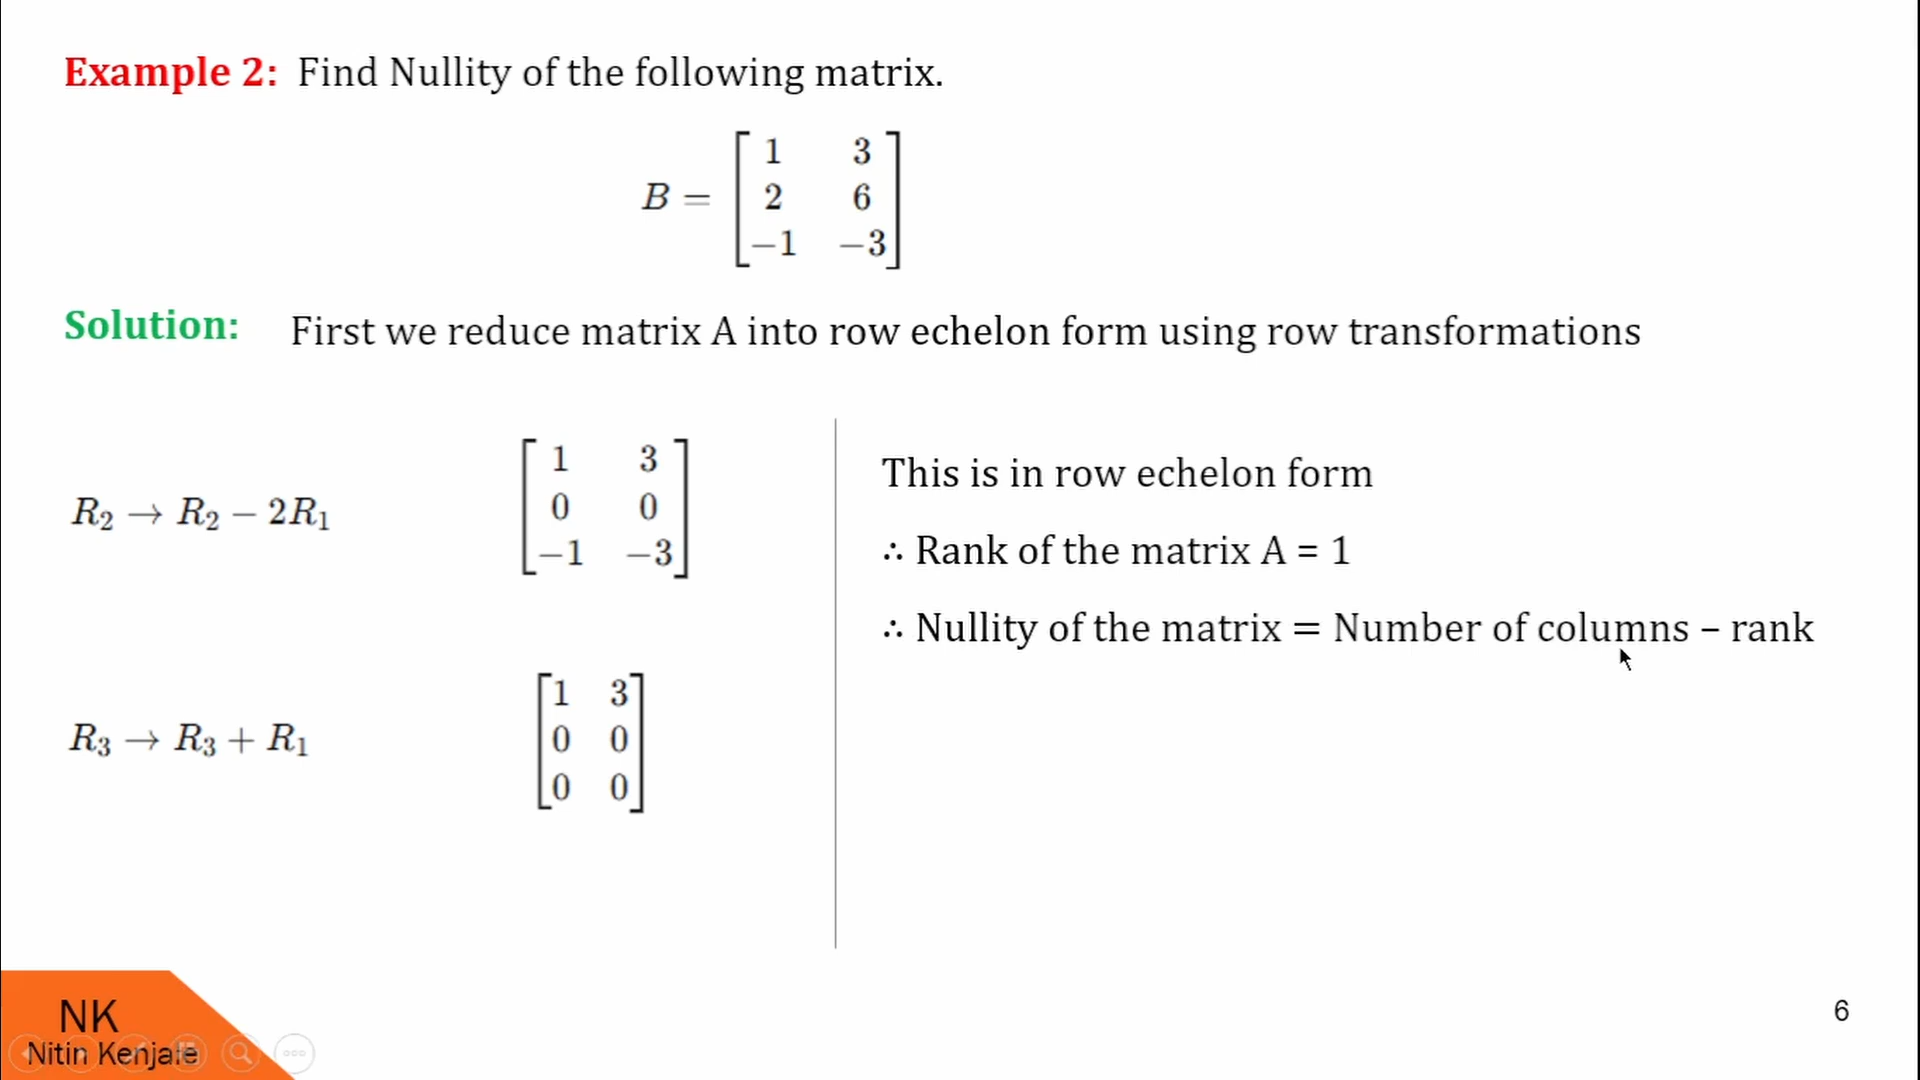 Example 2: Find Nullity of the following matrix.
B = [1 3
2 6
−1 −3]
Solution: First we reduce matrix A into row echelon form using row transformations
R₂ → R₂ − 2R₁
[1 3
0 0
−1 −3]
R₃ → R₃ + R₁
[1 3
0 0
0 0]
This is in row echelon form
∴ Rank of the matrix A = 1
∴ Nullity of the matrix = Number of columns – rank
NK
Nitin Kenjale
6